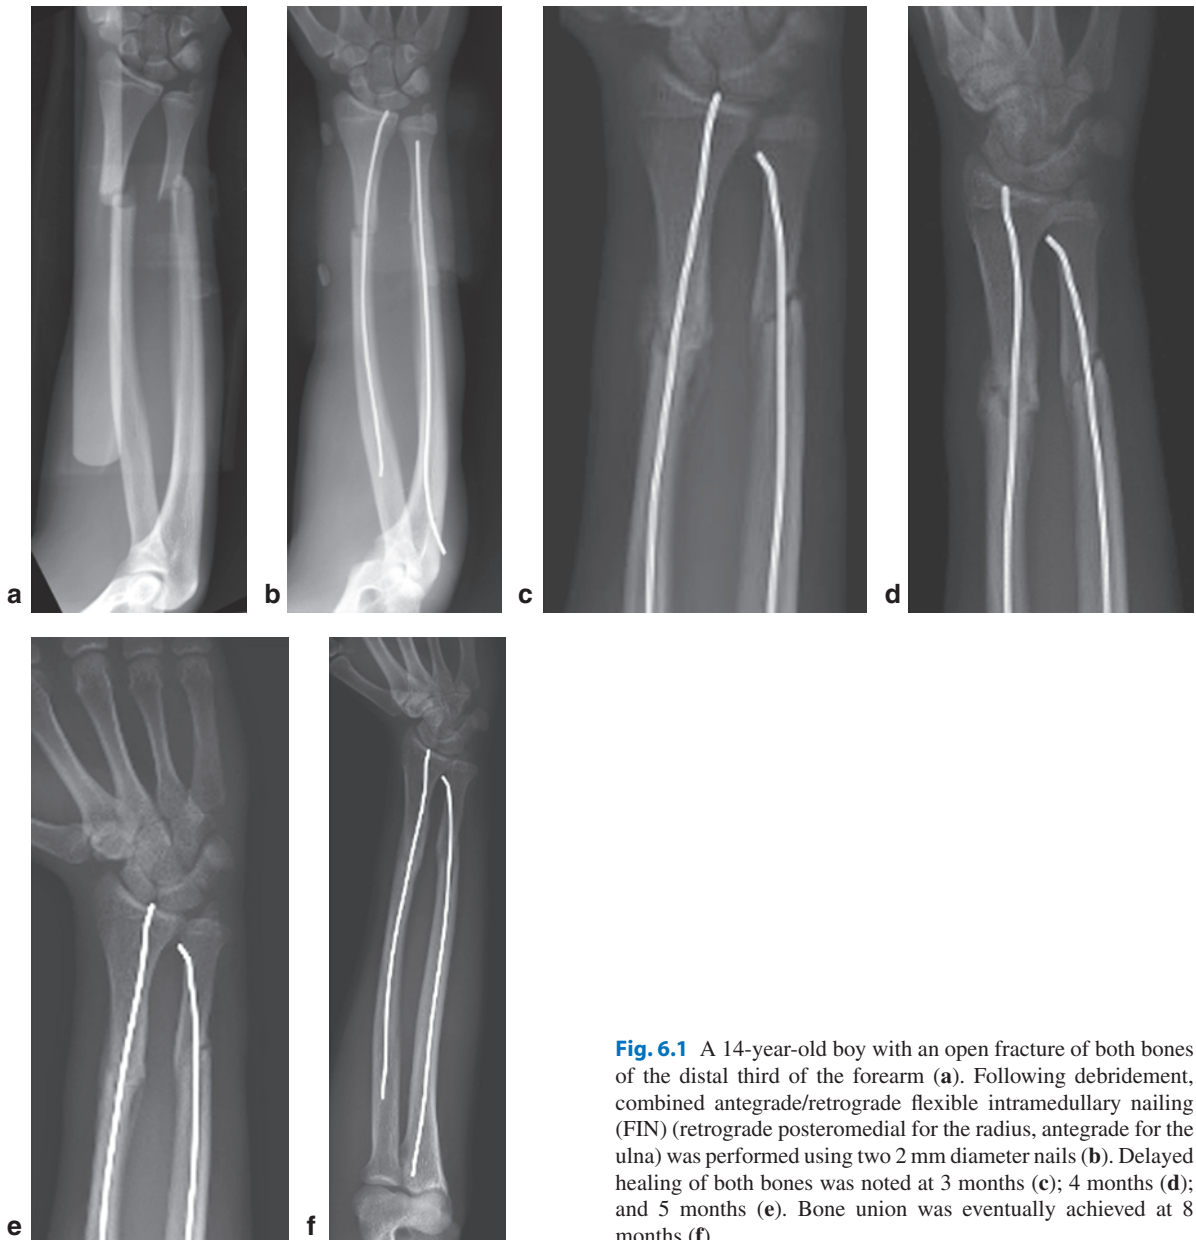 a
b
c
d
e
f
Fig. 6.1 A 14-year-old boy with an open fracture of both bones
of the distal third of the forearm (a). Following debridement,
combined antegrade/retrograde flexible intramedullary nailing
(FIN) (retrograde posteromedial for the radius, antegrade for the
ulna) was performed using two 2 mm diameter nails (b). Delayed
healing of both bones was noted at 3 months (c); 4 months (d);
and 5 months (e). Bone union was eventually achieved at 8
months (f)